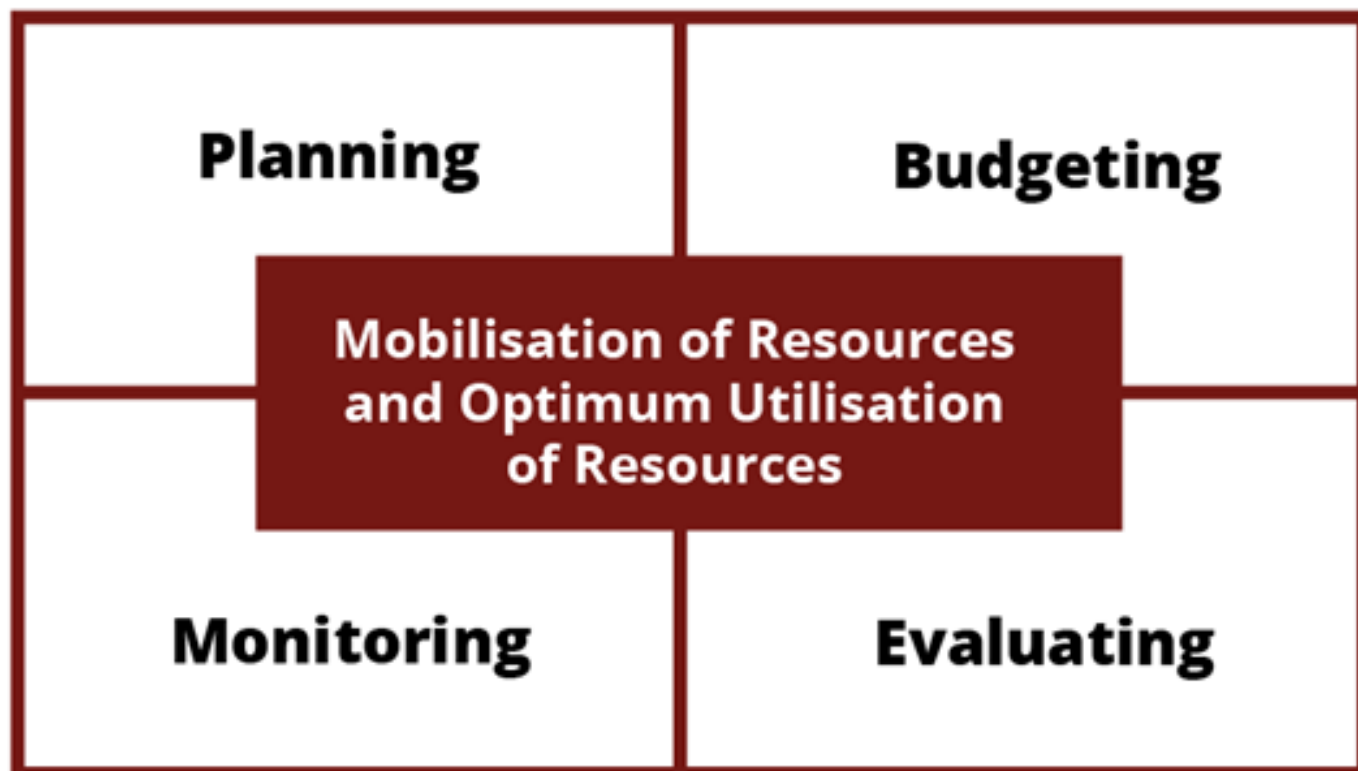 Planning
Budgeting
Mobilisation of Resources
and Optimum Utilisation
of Resources
Monitoring
Evaluating